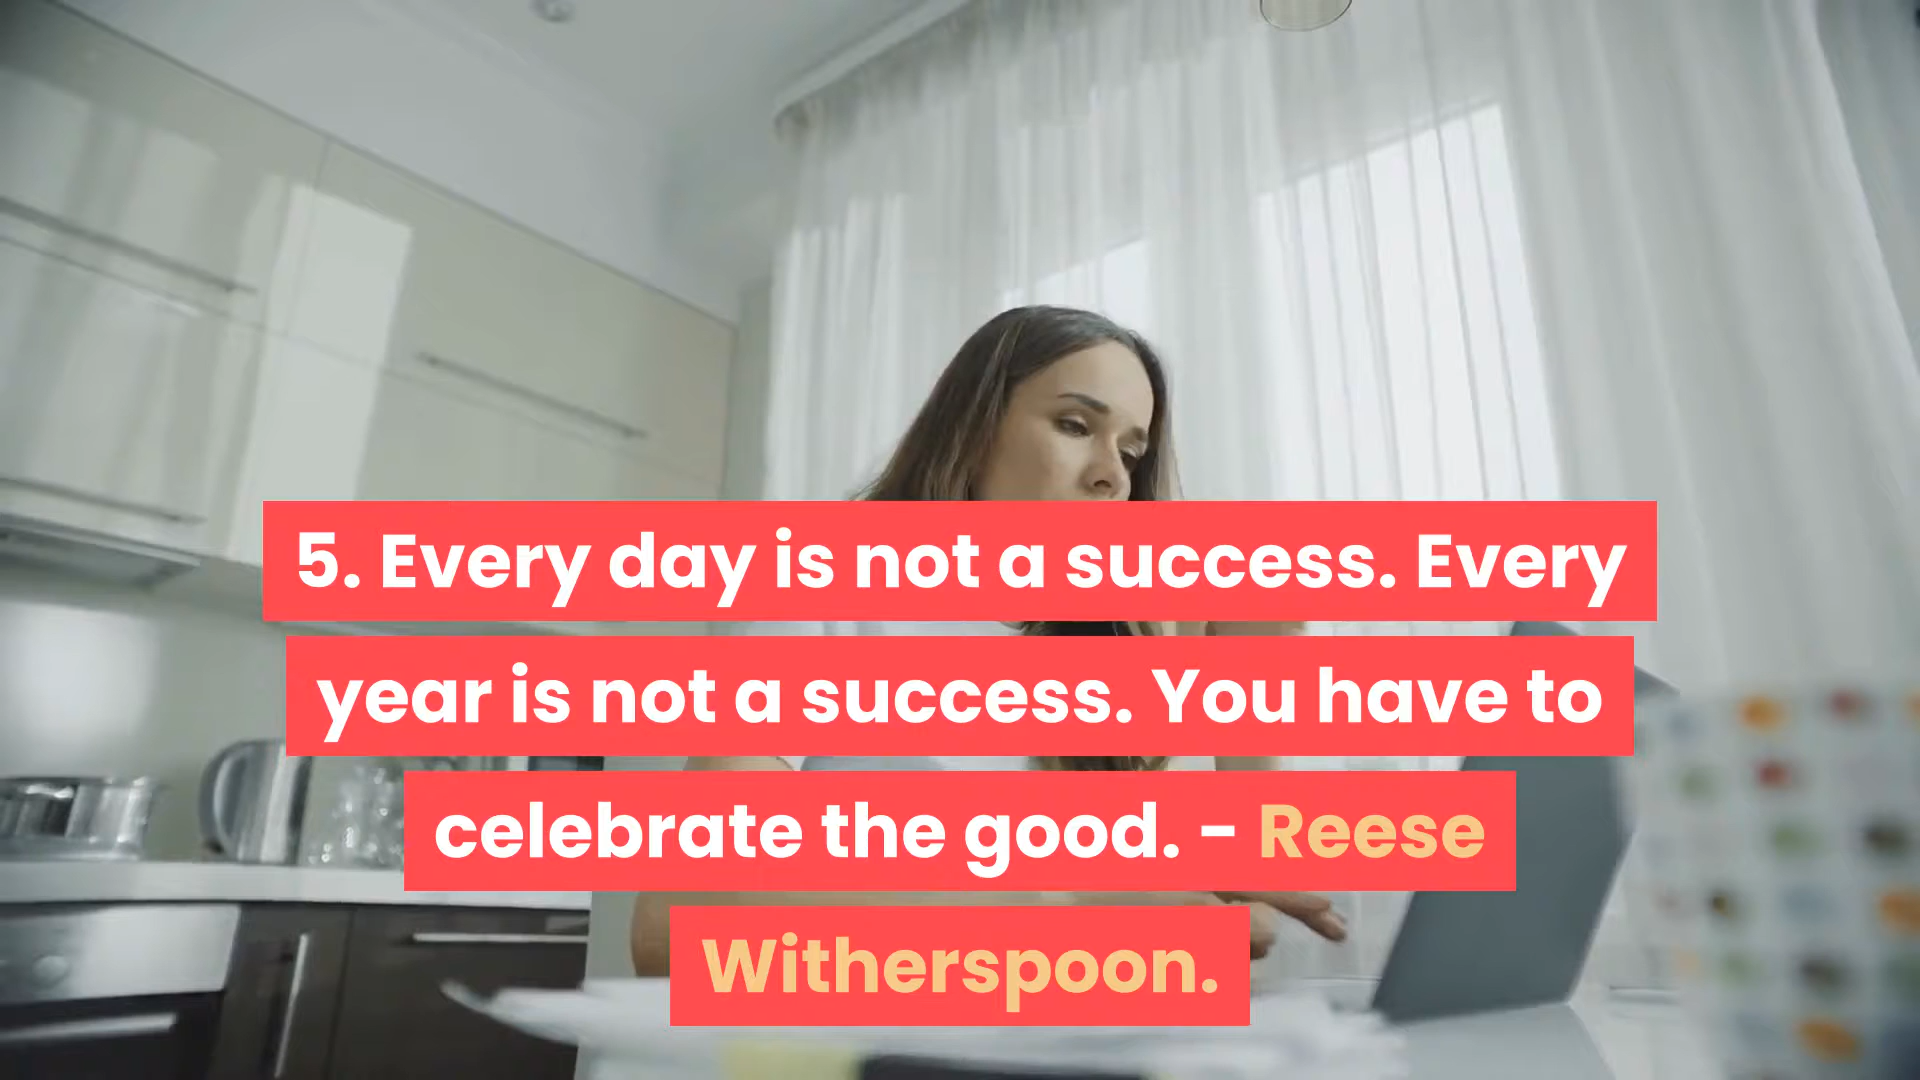 5. Every day is not a success. Every
year is not a success. You have to
celebrate the good. - Reese
Witherspoon.